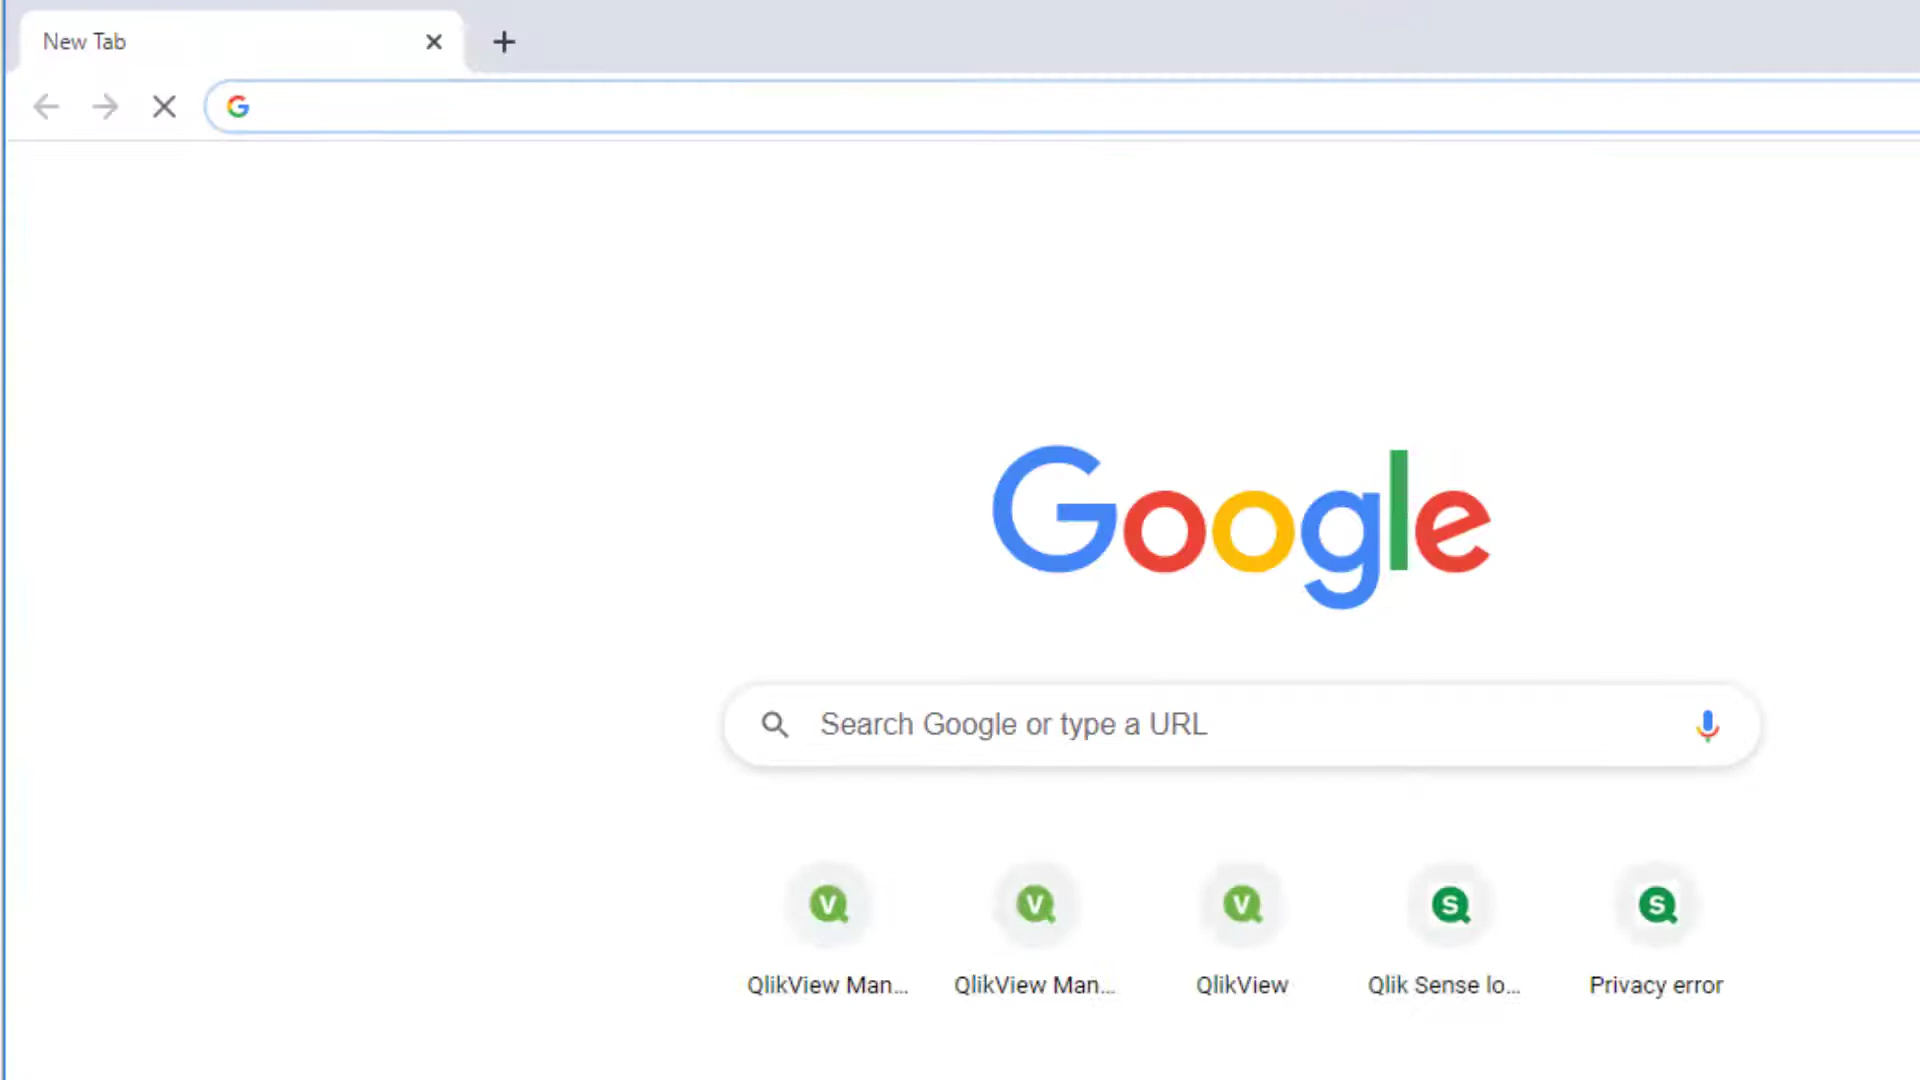 New Tab
Google
Search Google or type a URL
QlikView Man...
QlikView Man...
QlikView
Qlik Sense lo...
Privacy error